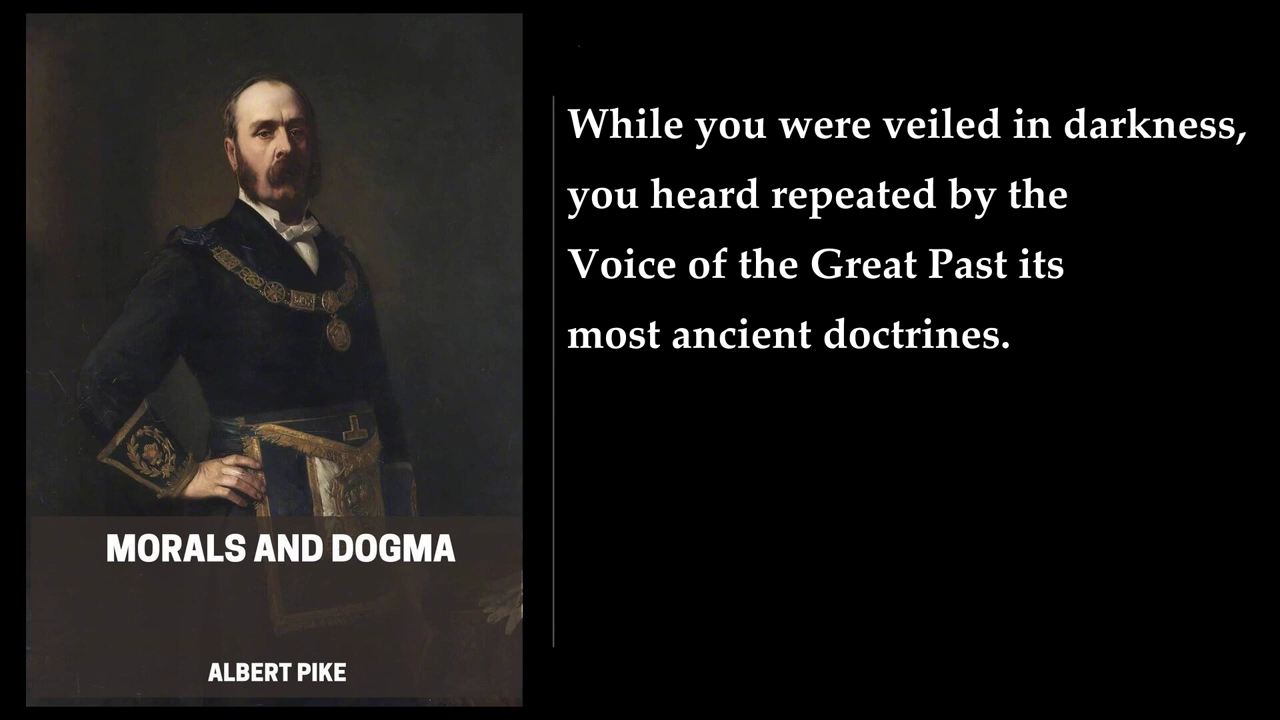 MORALS AND DOGMA
ALBERT PIKE
While you were veiled in darkness,
you heard repeated by the
Voice of the Great Past its
most ancient doctrines.